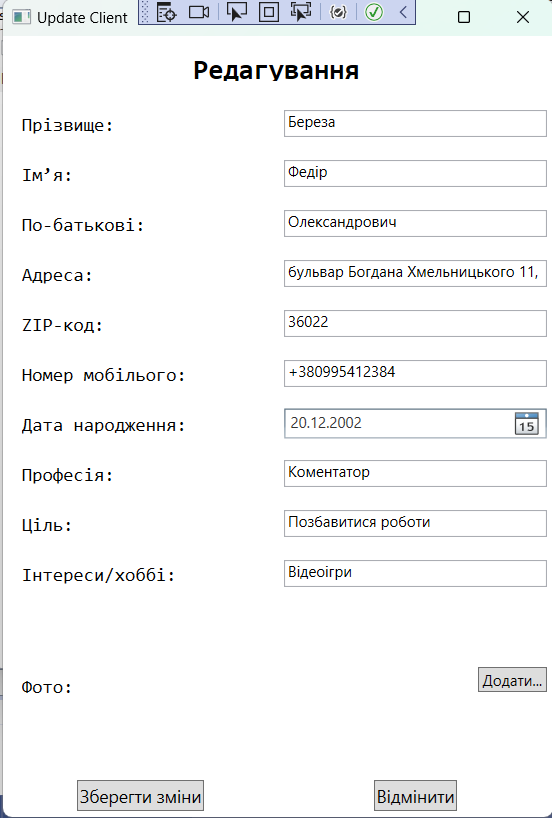 Update Client
Редагування
Прізвище: Береза
Ім’я: Федір
По-батькові: Олександрович
Адреса: бульвар Богдана Хмельницького 11,
ZIP-код: 36022
Номер мобільного: +380995412384
Дата народження: 20.12.2002 15
Професія: Коментатор
Ціль: Позбавитися роботи
Інтереси/хоббі: Відеоігри
Фото: Додати...
Зберегти зміни Відмінити